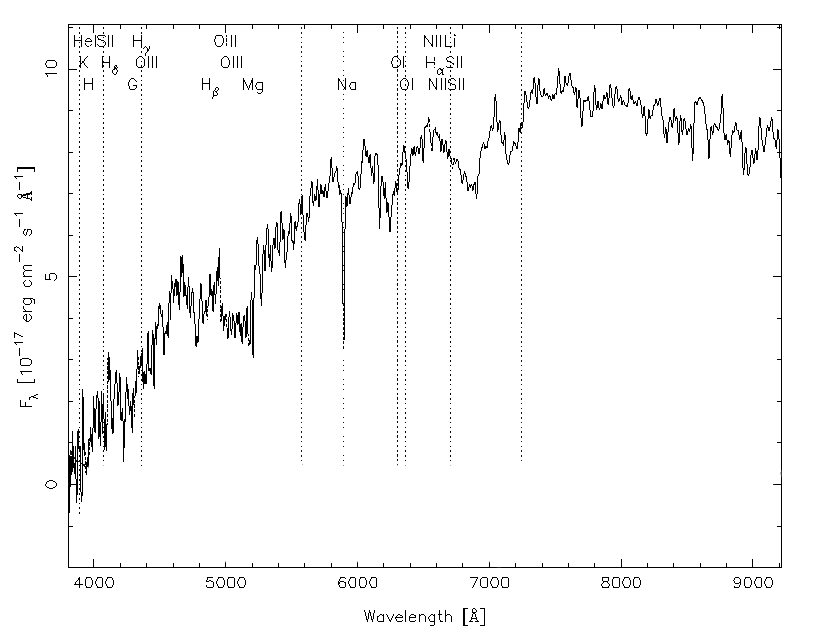 HeI SII Hγ OIII NII Li
K Hδ OIII OIII OI Hα SII
H G Hβ Mg Na OI NII SII
10
5
0
Fλ [10−17 erg cm−2 s−1 Å−1]
4000 5000 6000 7000 8000 9000
Wavelength [Å]